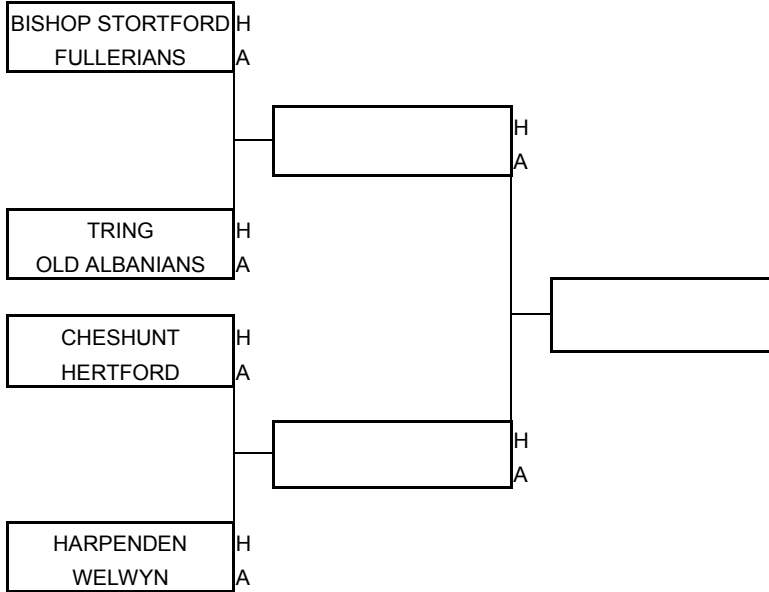 BISHOP STORTFORD H
FULLERIANS A
H
A
TRING H
OLD ALBANIANS A
CHESHUNT H
HERTFORD A
H
A
HARPENDEN H
WELWYN A